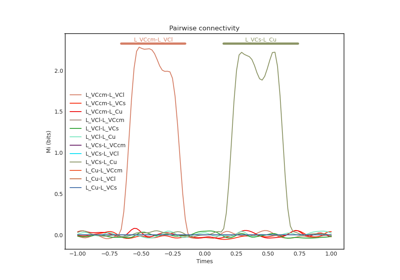 Pairwise connectivity
L_VCcm-L_VCl
L_VCs-L_Cu
2.0
1.5
1.0
0.5
0.0
MI (bits)
L_VCcm-L_VCl
L_VCcm-L_VCs
L_VCcm-L_Cu
L_VCl-L_VCcm
L_VCl-L_VCs
L_VCl-L_Cu
L_VCs-L_VCcm
L_VCs-L_VCl
L_VCs-L_Cu
L_Cu-L_VCcm
L_Cu-L_VCl
L_Cu-L_VCs
−1.00 −0.75 −0.50 −0.25 0.00 0.25 0.50 0.75 1.00
Times